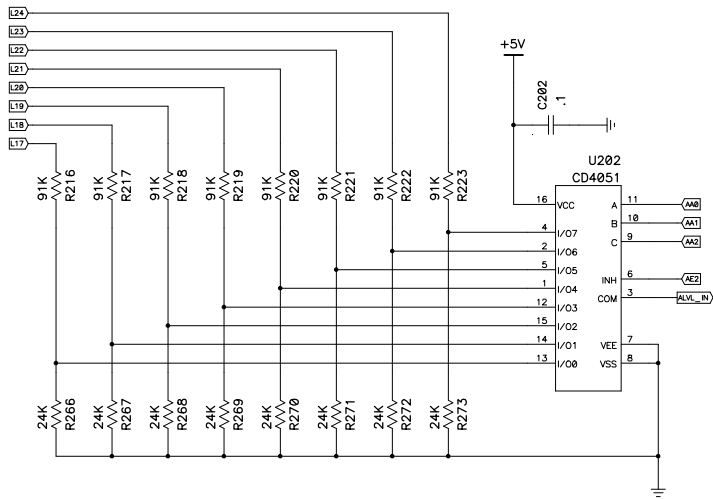 L24
L23
L22
L21
L20
L19
L18
L17
+5V
C202
.1
U202
CD4051
91K R216
91K R217
91K R218
91K R219
91K R220
91K R221
91K R222
91K R223
16 VCC
4 I/O7
2 I/O6
5 I/O5
1 I/O4
12 I/O3
15 I/O2
14 I/O1
13 I/O0
A 11 AA0
B 10 AA1
C 9 AA2
INH 6 AE2
COM 3 ALVL_IN
VEE 7
VSS 8
24K R266
24K R267
24K R268
24K R269
24K R270
24K R271
24K R272
24K R273